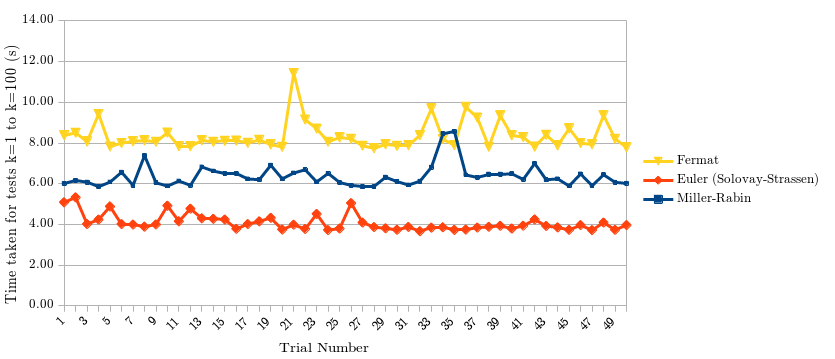 Time taken for tests k=1 to k=100 (s)
14.00
12.00
10.00
8.00
6.00
4.00
2.00
0.00
1 3 5 7 9 11 13 15 17 19 21 23 25 27 29 31 33 35 37 39 41 43 45 47 49
Trial Number
Fermat
Euler (Solovay-Strassen)
Miller-Rabin